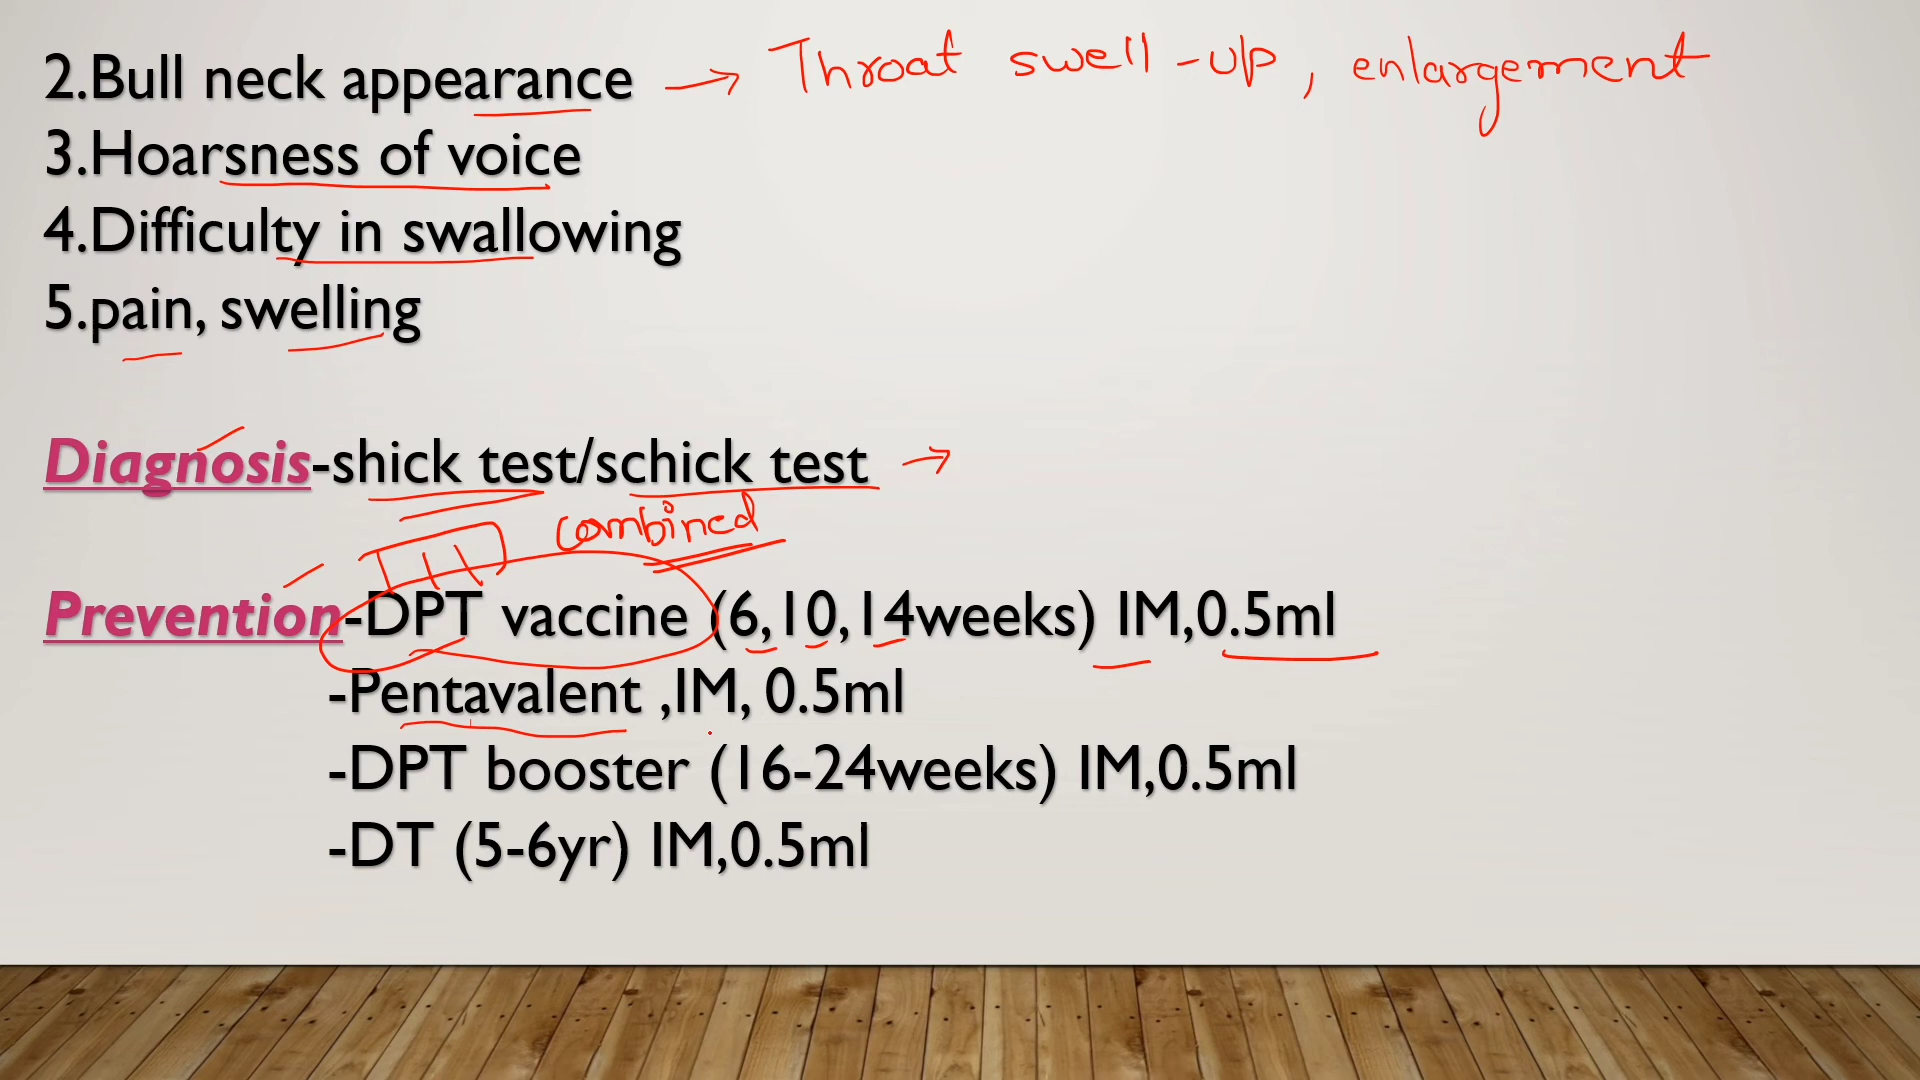 2.Bull neck appearance → Throat swell-up, enlargement
3.Hoarsness of voice
4.Difficulty in swallowing
5.pain, swelling
Diagnosis-shick test/schick test →
combined
Prevention-DPT vaccine (6,10,14weeks) IM,0.5ml
-Pentavalent ,IM, 0.5ml
-DPT booster (16-24weeks) IM,0.5ml
-DT (5-6yr) IM,0.5ml